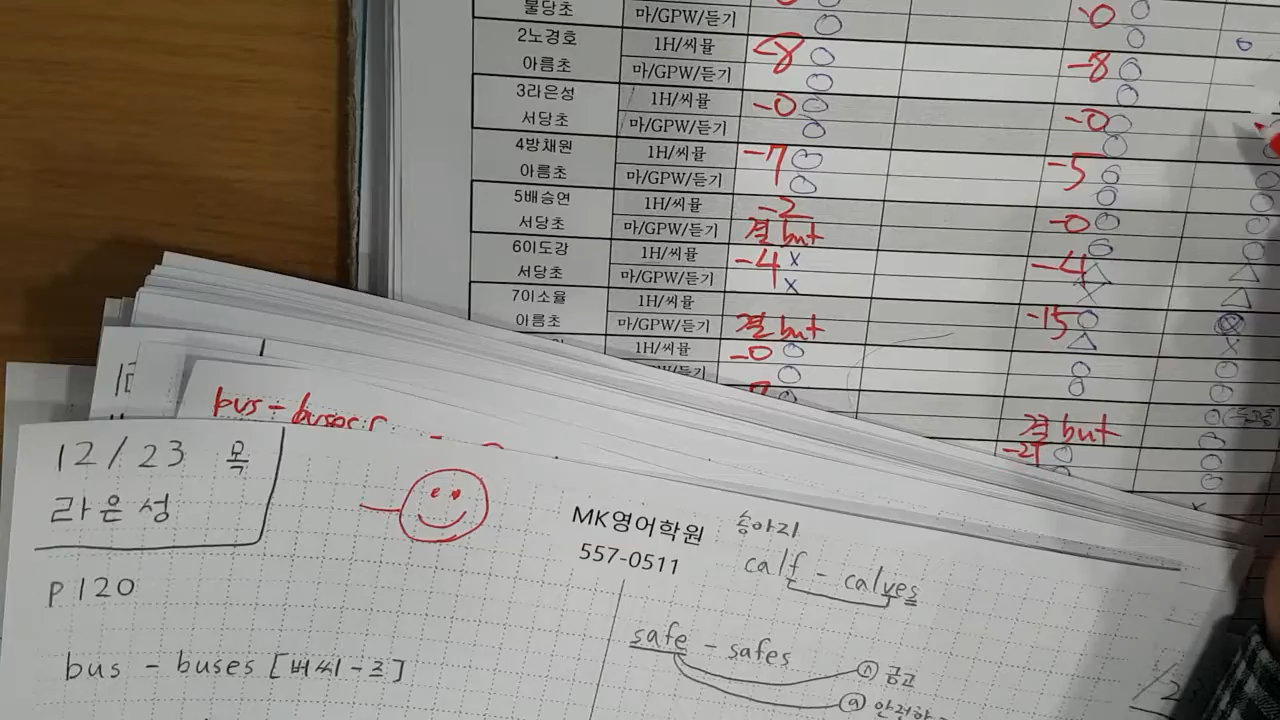 불당초 마/GPW/듣기 -0 ○
2노경호 1H/씨뮬 -8 ○ -8 ○
아름초 마/GPW/듣기 ○ ○
3라은성 1H/씨뮬 -0 ○ -0 ○
서당초 마/GPW/듣기 ○ ○
4방채원 1H/씨뮬 -7 ○ -5 ○
아름초 마/GPW/듣기 ○ ○
5배승연 1H/씨뮬 -2 -0 ○
서당초 마/GPW/듣기 결 but ○
6이도강 1H/씨뮬 -4 x -4 △
서당초 마/GPW/듣기 x X △
7이소율 1H/씨뮬 -15 ○
아름초 마/GPW/듣기 결 but △ X
1H/씨뮬 -0 ○ ○ ○
듣기 ○ ○ ○
결 but
bus - buses
12/23 목
라은성
MK영어학원
557-0511
송아지
calf - calves
p120
safe - safes
ⓝ 금고
ⓐ
bus - buses [버씨-즈]